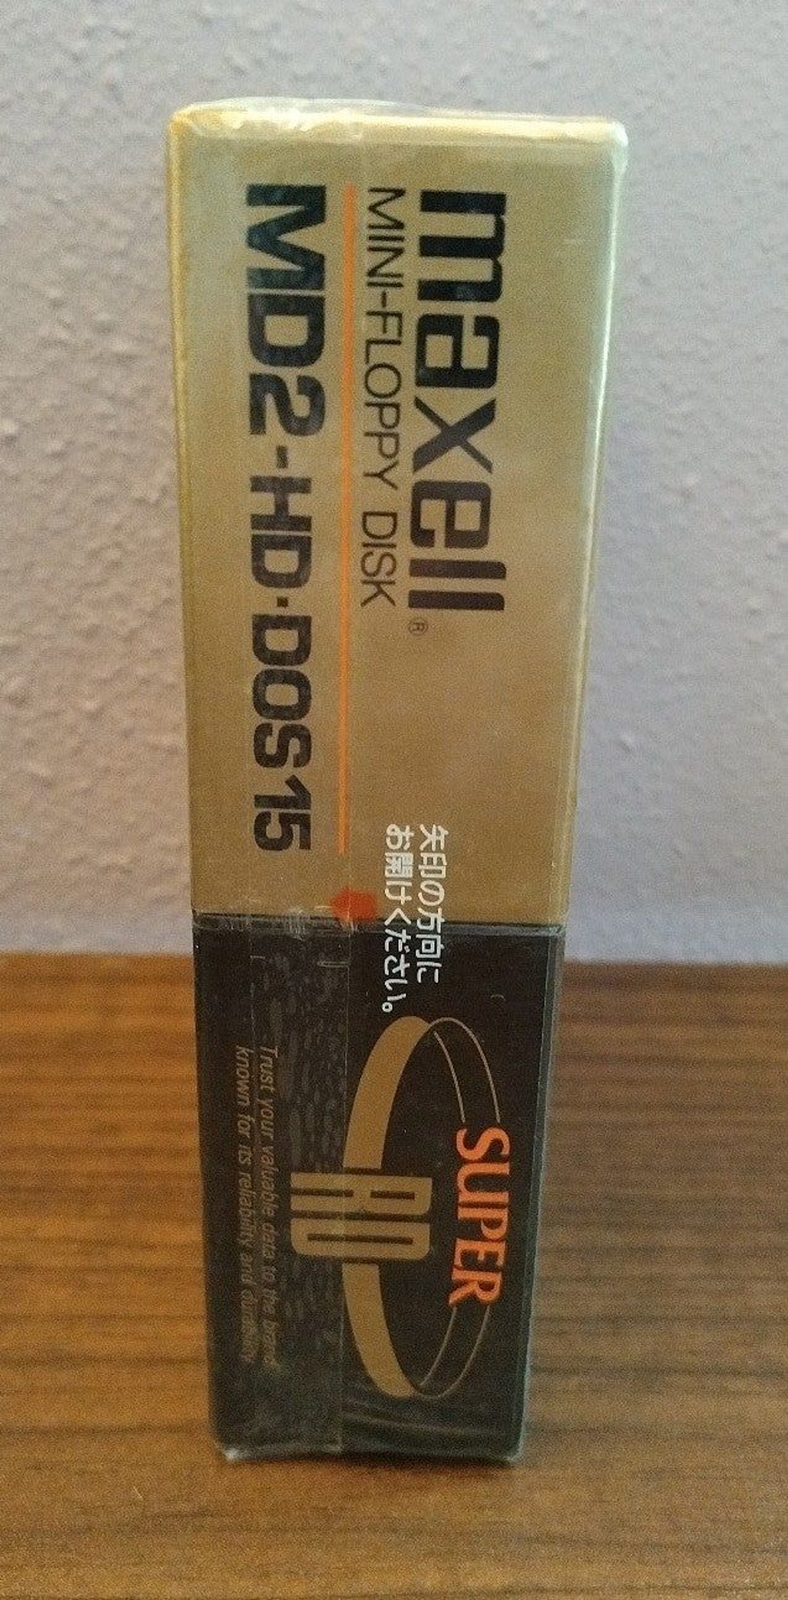 maxell®
MINI-FLOPPY DISK
MD2-HD·DOS15
矢印の方向に
お開けください。
SUPER
RD
Trust your valuable data to the brand
known for its reliability and durability